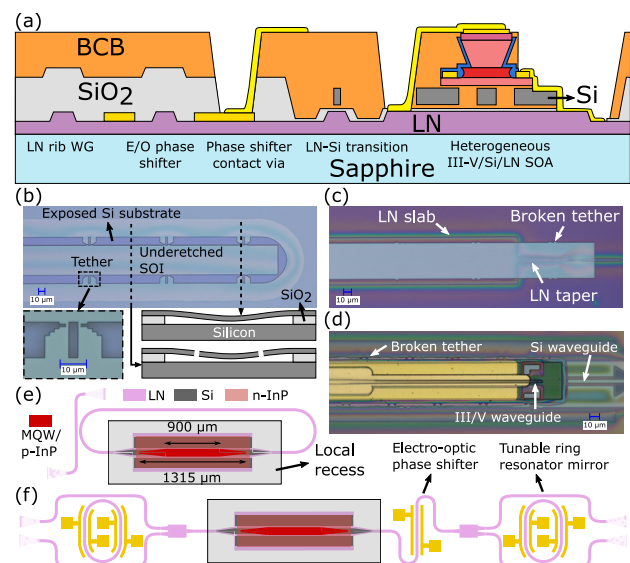 (a)
BCB
SiO2
Si
LN
LN rib WG
E/O phase shifter
Phase shifter contact via
LN-Si transition
Heterogeneous III-V/Si/LN SOA
Sapphire
(b)
Exposed Si substrate
Underetched SOI
Tether
10 μm
10 μm
SiO2
Silicon
(c)
LN slab
Broken tether
LN taper
10 μm
(d)
Broken tether
Si waveguide
III/V waveguide
10 μm
(e)
LN
Si
n-InP
MQW/ p-InP
900 μm
1315 μm
Local recess
Electro-optic phase shifter
Tunable ring resonator mirror
(f)